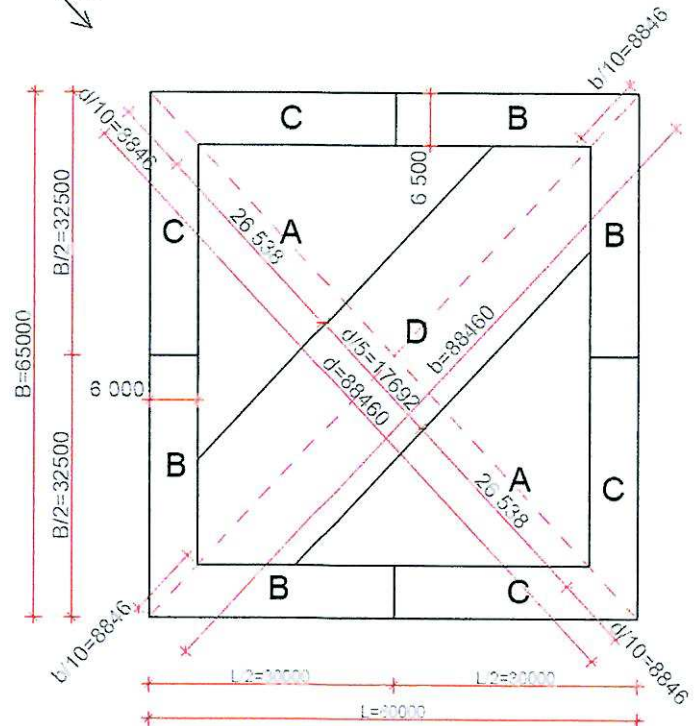 b/10=8846
d/10=8846
C
B
6 500
B/2=32500
C
A
B
26 538
B=65000
D
d/5=17692
b=88460
d=88460
6 000
B
A
C
26 538
B/2=32500
B
C
b/10=8846
d/10=8846
L/2=30000
L/2=30000
L=60000